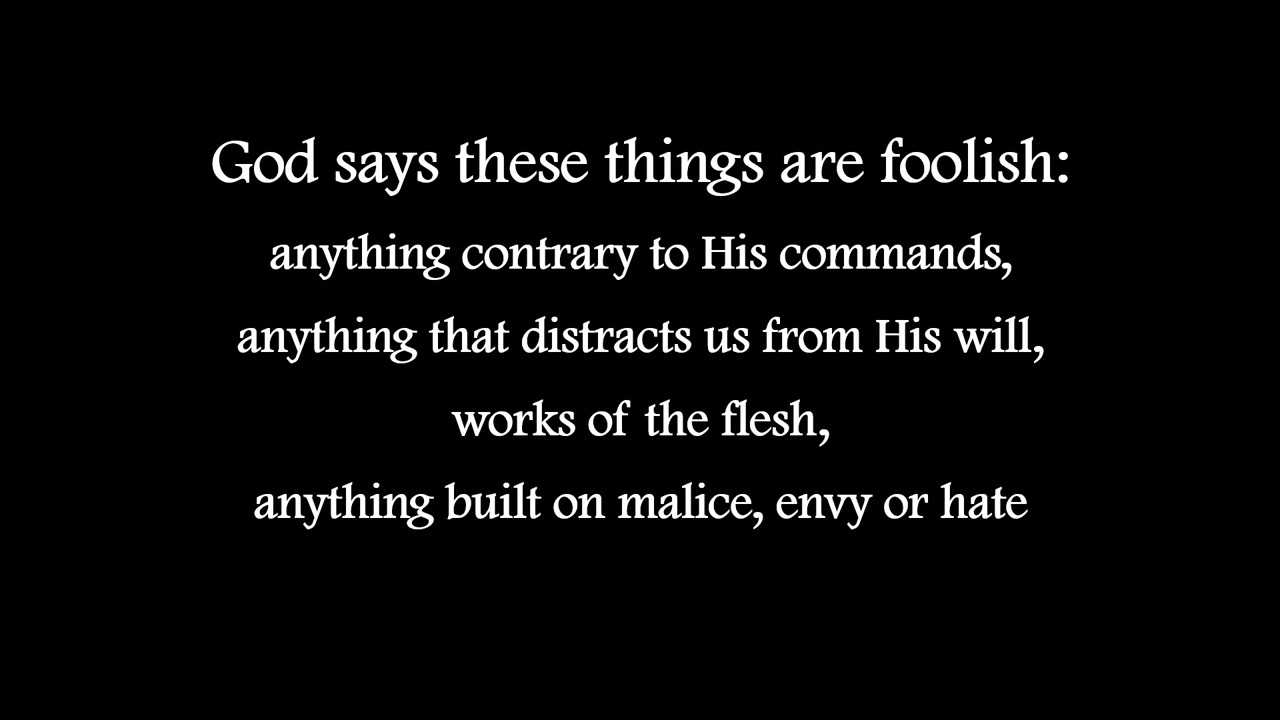 God says these things are foolish:
anything contrary to His commands,
anything that distracts us from His will,
works of the flesh,
anything built on malice, envy or hate